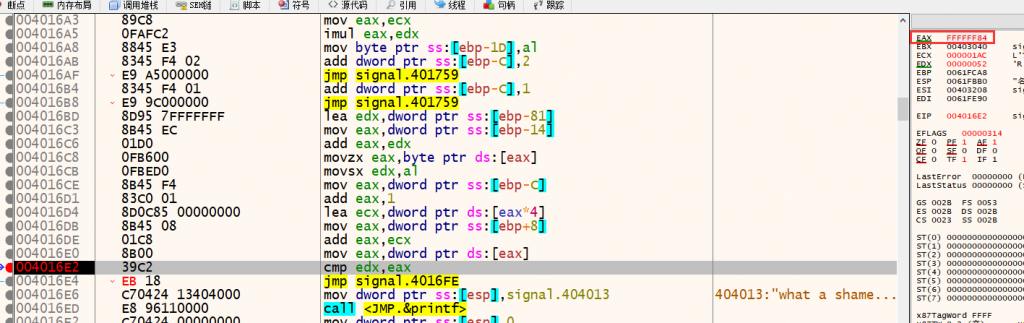 断点 内存布局 调用堆栈 SEH链 脚本 符号 源代码 引用 线程 句柄 跟踪
004016A3 89C8 mov eax,ecx
004016A5 0FAFC2 imul eax,edx
004016A8 8845 E3 mov byte ptr ss:[ebp-1D],al
004016AB 8345 F4 02 add dword ptr ss:[ebp-C],2
004016AF E9 A5000000 jmp signal.401759
004016B4 8345 F4 01 add dword ptr ss:[ebp-C],1
004016B8 E9 9C000000 jmp signal.401759
004016BD 8D95 7FFFFFFF lea edx,dword ptr ss:[ebp-81]
004016C3 8B45 EC mov eax,dword ptr ss:[ebp-14]
004016C6 01D0 add eax,edx
004016C8 0FB600 movzx eax,byte ptr ds:[eax]
004016CB 0FBED0 movsx edx,al
004016CE 8B45 F4 mov eax,dword ptr ss:[ebp-C]
004016D1 83C0 01 add eax,1
004016D4 8D0C85 00000000 lea ecx,dword ptr ds:[eax*4]
004016DB 8B45 08 mov eax,dword ptr ss:[ebp+8]
004016DE 01C8 add eax,ecx
004016E0 8B00 mov eax,dword ptr ds:[eax]
004016E2 39C2 cmp edx,eax
004016E4 EB 18 jmp signal.4016FE
004016E6 C70424 13404000 mov dword ptr ss:[esp],signal.404013 404013:"what a shame...
004016ED E8 96110000 call <JMP.&printf>
004016F2 C70424 00000000 mov dword ptr ss:[esp],0
EAX FFFFFF84
EBX 00403040 sig
ECX 000001AC L'
EDX 00000052 'R
EBP 0061FCA8
ESP 0061FBB0 "名
ESI 00403208 sig
EDI 0061FE90
EIP 004016E2 sig
EFLAGS 00000314
ZF 0 PF 1 AF 1
OF 0 SF 0 DF 0
CF 0 TF 1 IF 1
LastError 00000000 (
LastStatus 00000000 (S
GS 002B FS 0053
ES 002B DS 002B
CS 0023 SS 002B
ST(0) 0000000000000000
ST(1) 0000000000000000
ST(2) 0000000000000000
ST(3) 0000000000000000
ST(4) 0000000000000000
ST(5) 0000000000000000
ST(6) 0000000000000000
ST(7) 0000000000000000
x87TagWord FFFF